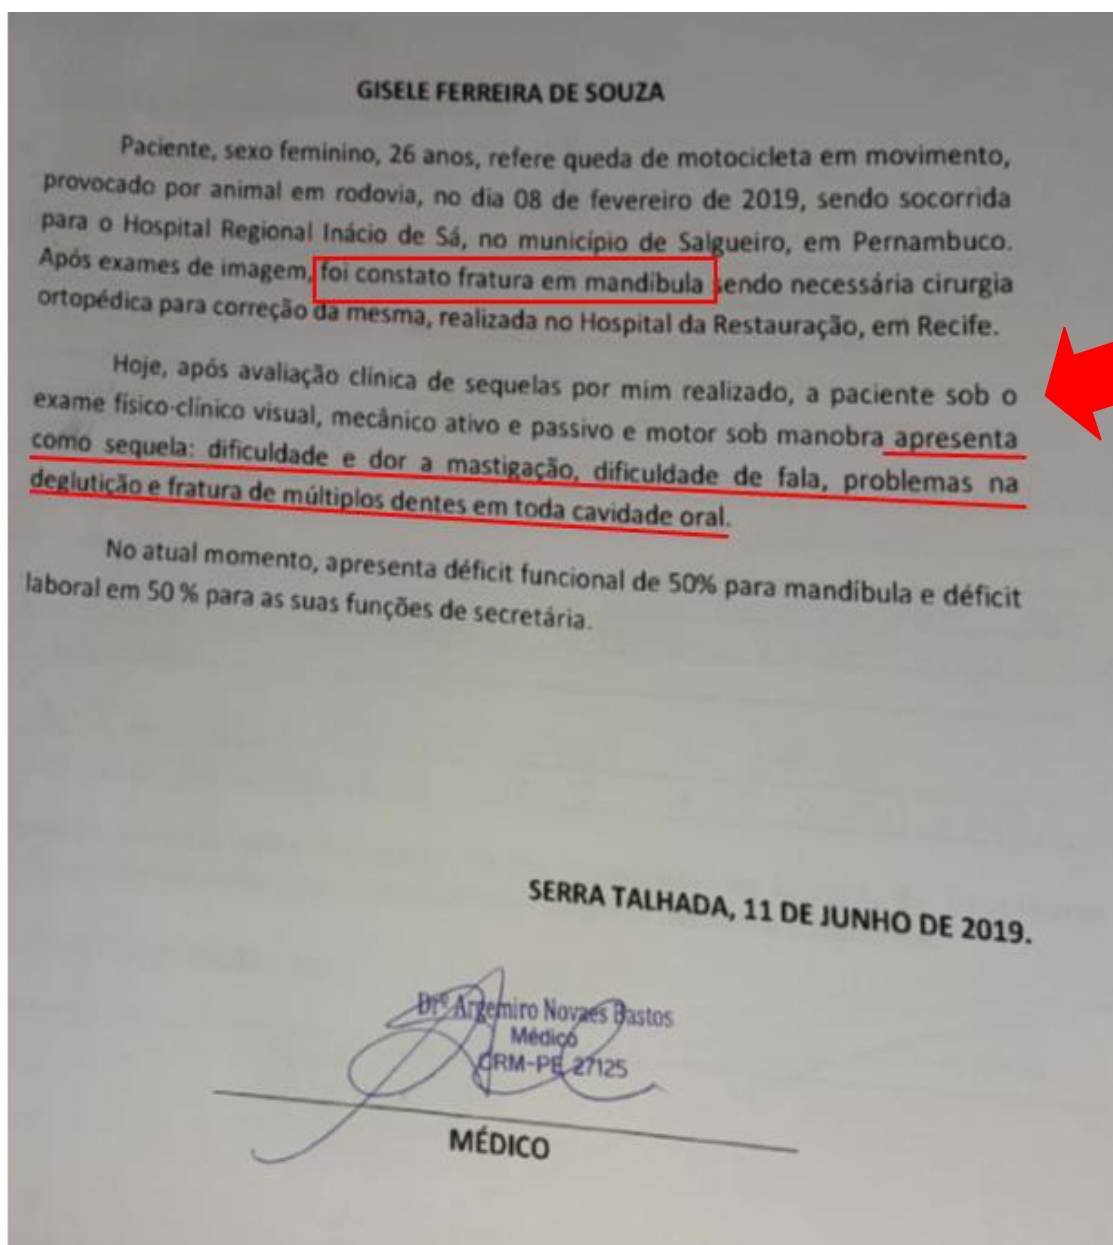 GISELE FERREIRA DE SOUZA
Paciente, sexo feminino, 26 anos, refere queda de motocicleta em movimento,
provocado por animal em rodovia, no dia 08 de fevereiro de 2019, sendo socorrida
para o Hospital Regional Inácio de Sá, no município de Salgueiro, em Pernambuco.
Após exames de imagem, foi constato fratura em mandíbula sendo necessária cirurgia
ortopédica para correção da mesma, realizada no Hospital da Restauração, em Recife.
Hoje, após avaliação clínica de sequelas por mim realizado, a paciente sob o
exame físico-clínico visual, mecânico ativo e passivo e motor sob manobra apresenta
como sequela: dificuldade e dor a mastigação, dificuldade de fala, problemas na
deglutição e fratura de múltiplos dentes em toda cavidade oral.
No atual momento, apresenta déficit funcional de 50% para mandíbula e déficit
laboral em 50 % para as suas funções de secretária.
SERRA TALHADA, 11 DE JUNHO DE 2019.
Drº Argemiro Novaes Bastos
Médico
CRM-PE 27125
MÉDICO